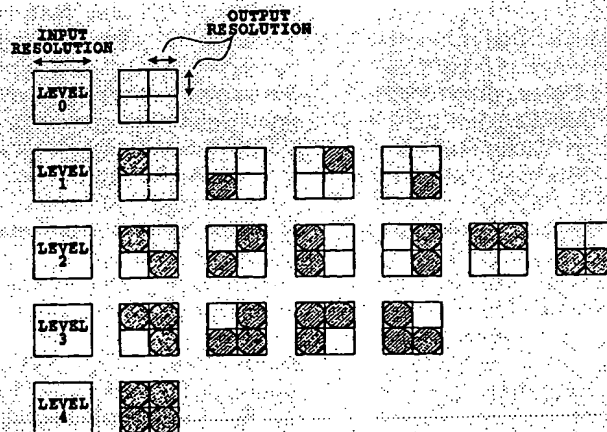 INPUT
RESOLUTION
OUTPUT
RESOLUTION
LEVEL
0
LEVEL
1
LEVEL
2
LEVEL
3
LEVEL
4